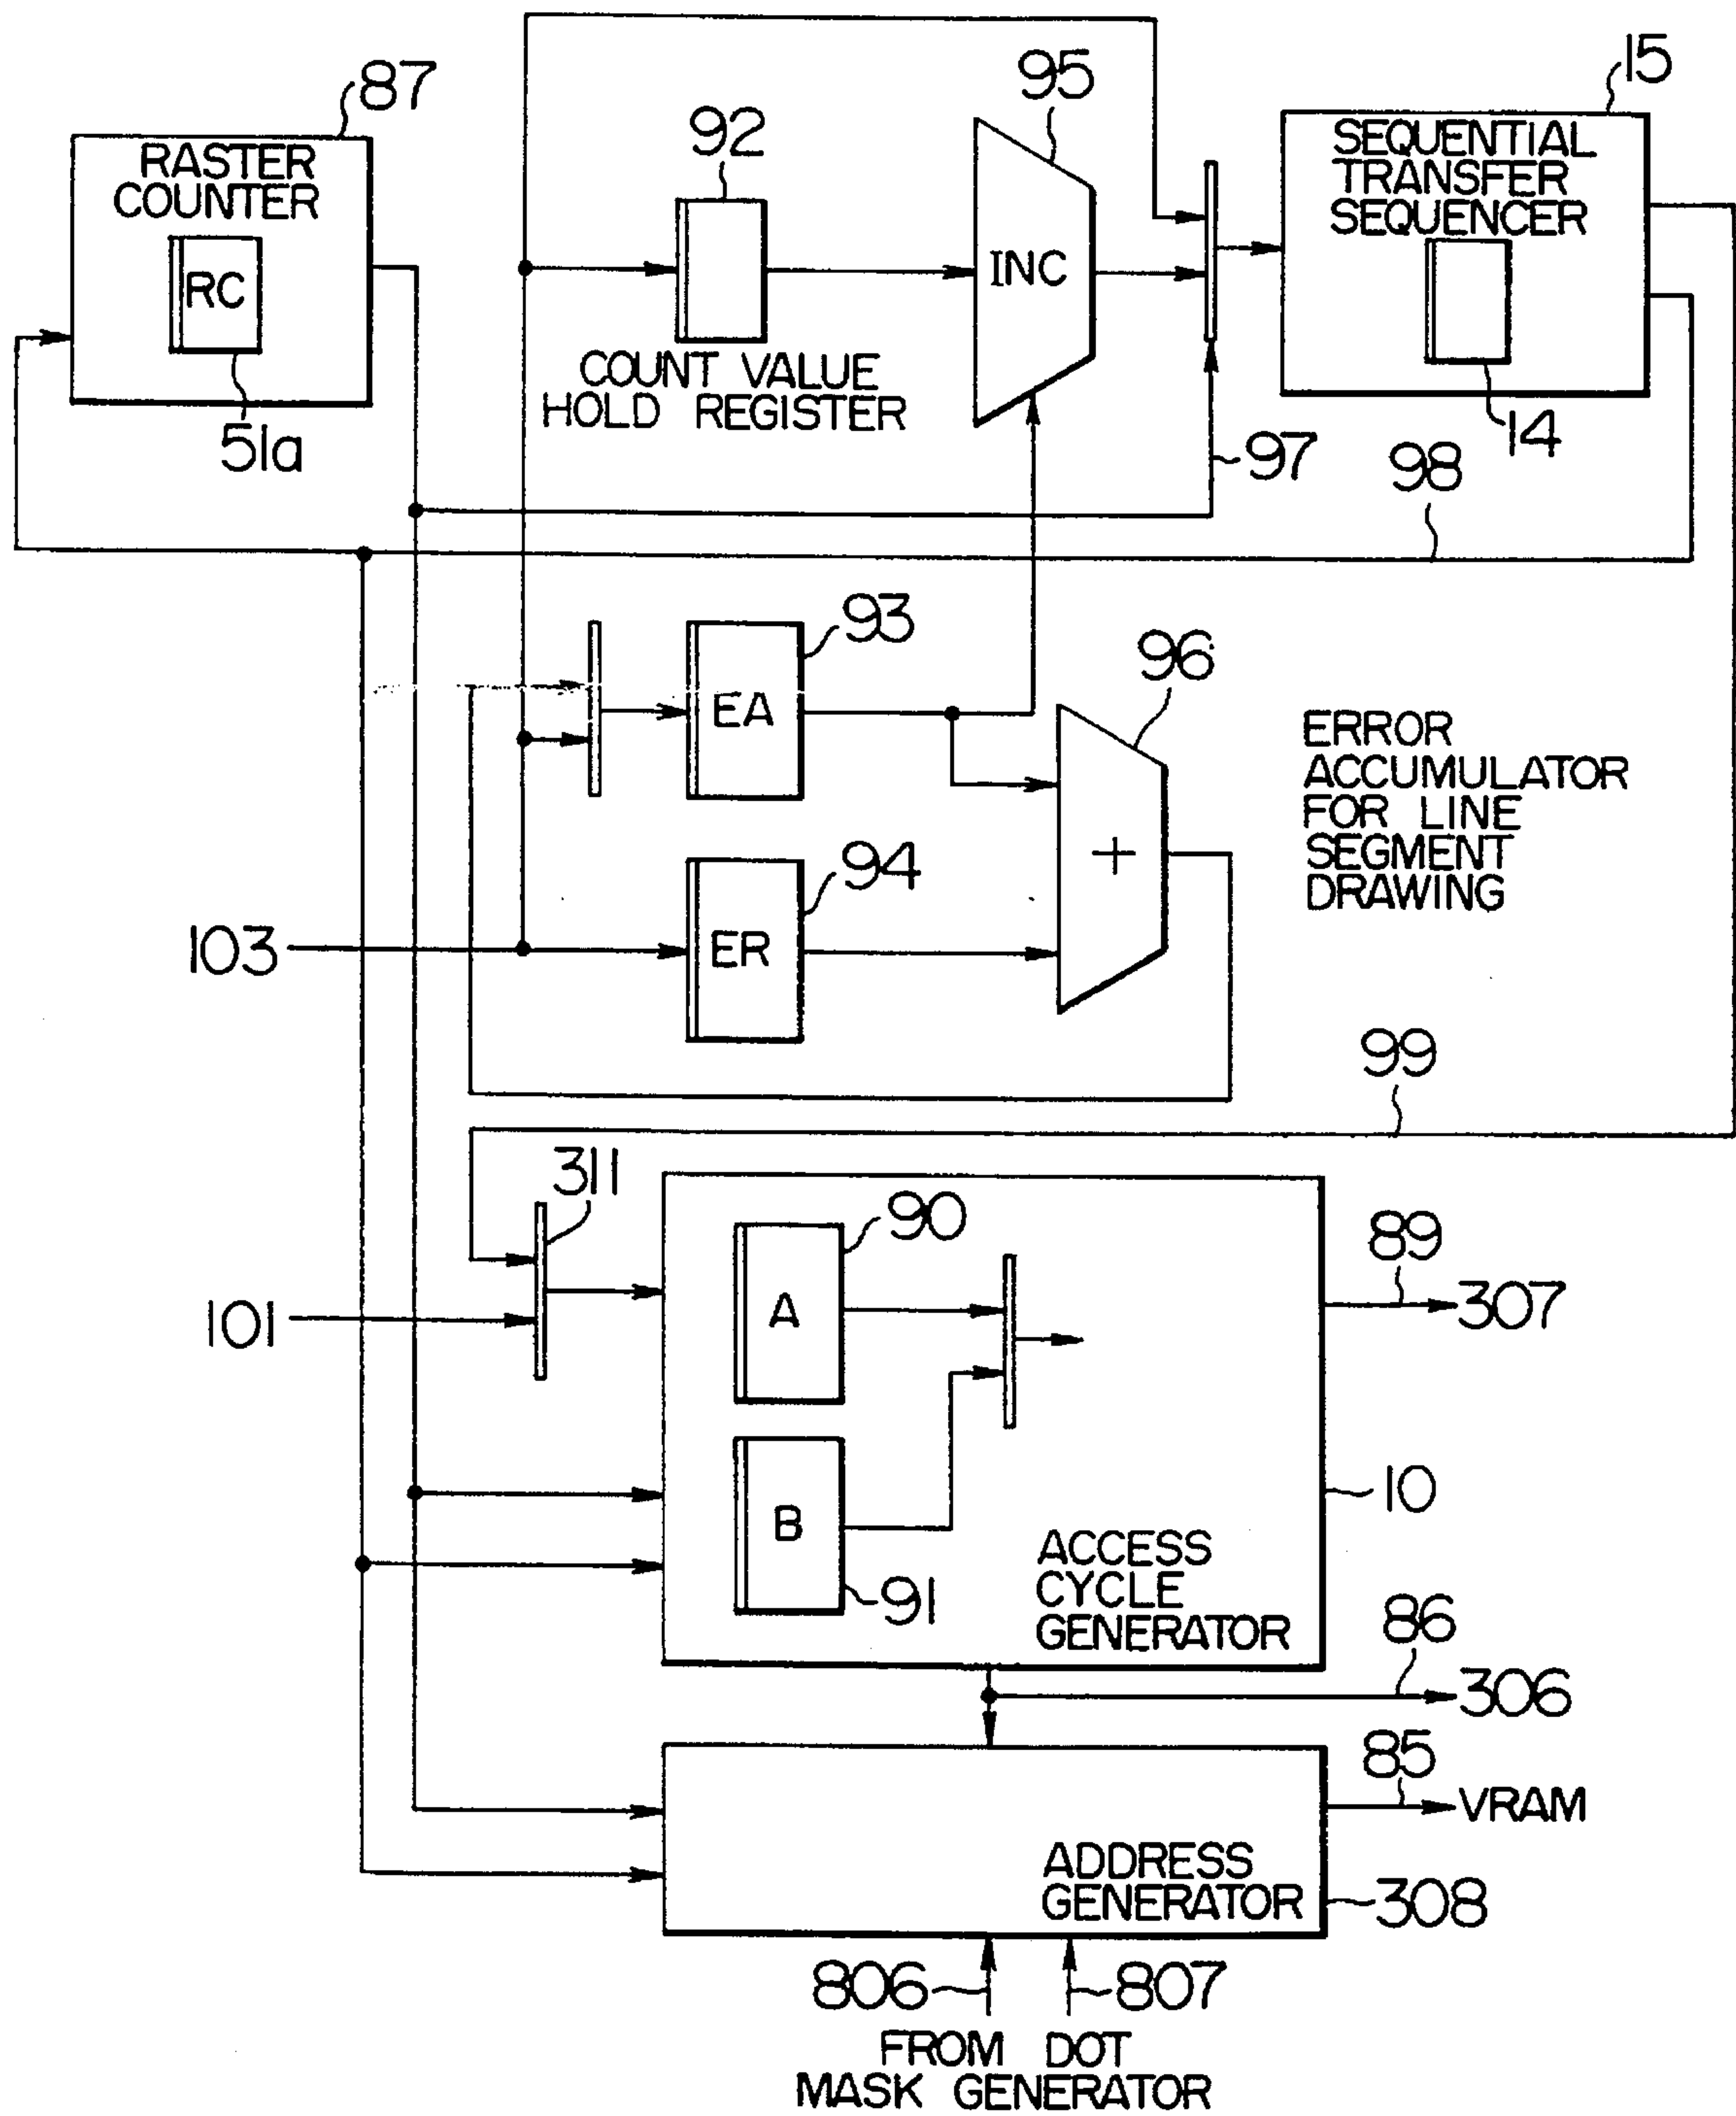 87
RASTER
COUNTER
RC
51a
92
COUNT VALUE
HOLD REGISTER
95
INC
15
SEQUENTIAL
TRANSFER
SEQUENCER
14
97
98
93
EA
96
94
ER
103
ERROR
ACCUMULATOR
FOR LINE
SEGMENT
DRAWING
+
99
311
101
90
A
B
91
ACCESS
CYCLE
GENERATOR
89
307
10
86
306
85
VRAM
ADDRESS
GENERATOR
308
806
807
FROM DOT
MASK GENERATOR